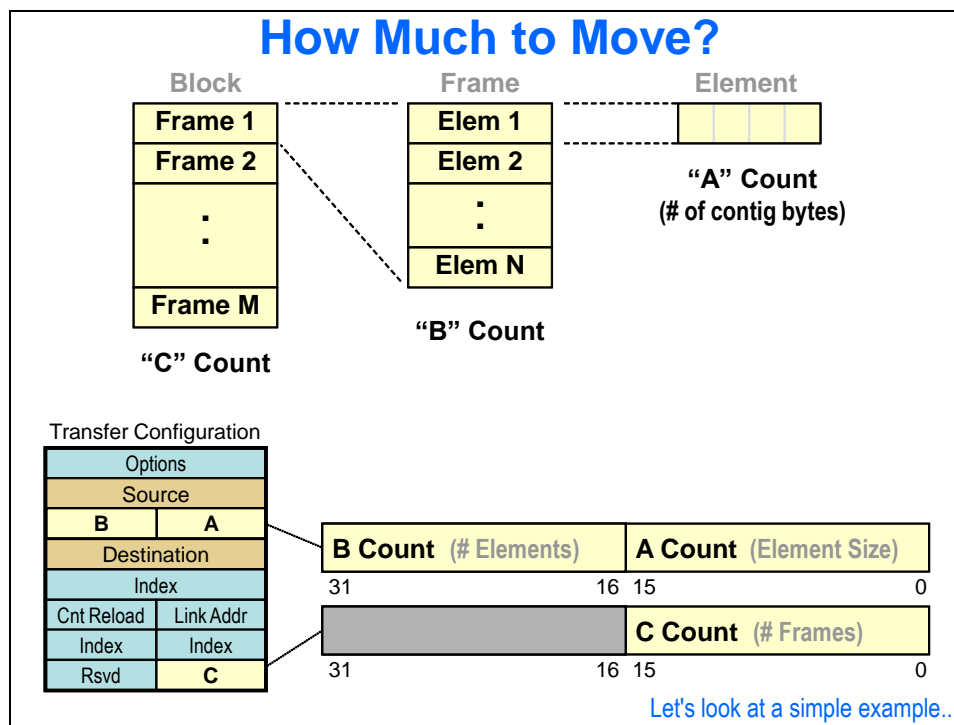 How Much to Move?
Block Frame Element
Frame 1
Frame 2
.
.
Frame M
“C” Count
Elem 1
Elem 2
.
.
Elem N
“B” Count
“A” Count
(# of contig bytes)
Transfer Configuration
Options
Source
B A
Destination
Index
Cnt Reload Link Addr
Index Index
Rsvd C
B Count (# Elements) A Count (Element Size)
31 16 15 0
C Count (# Frames)
31 16 15 0
Let's look at a simple example..